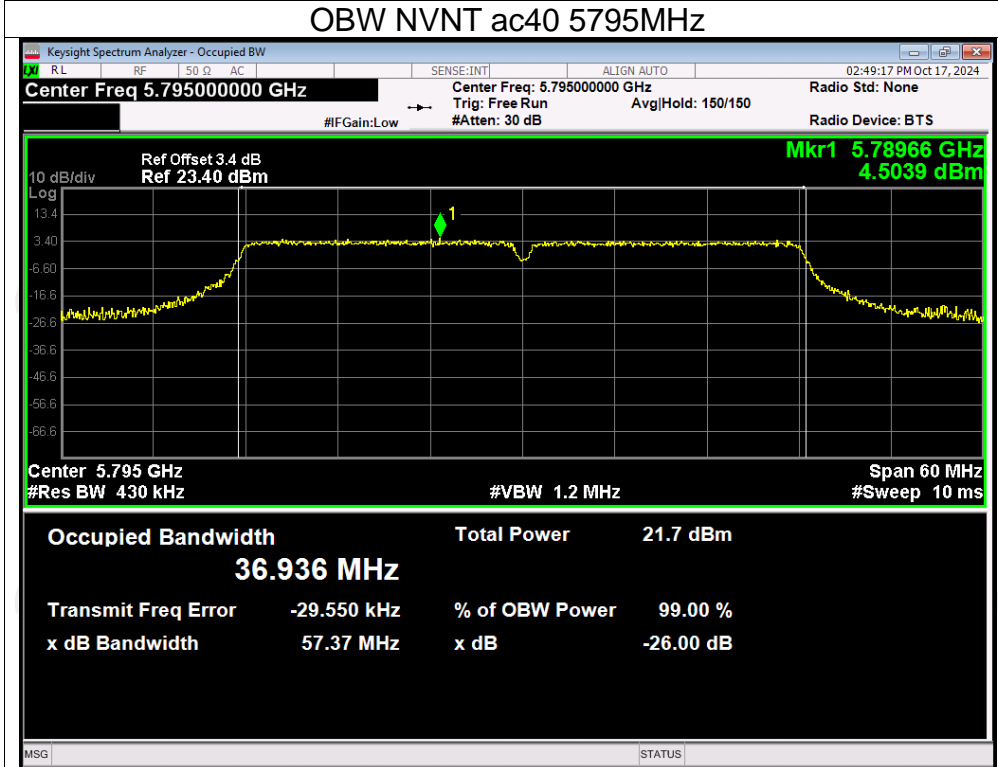 OBW NVNT ac40 5795MHz
Keysight Spectrum Analyzer - Occupied BW
LXI RL RF 50 Ω AC SENSE:INT ALIGN AUTO 02:49:17 PM Oct 17, 2024
Center Freq 5.795000000 GHz Center Freq: 5.795000000 GHz Radio Std: None
Trig: Free Run Avg|Hold: 150/150
#IFGain:Low #Atten: 30 dB Radio Device: BTS
Mkr1 5.78966 GHz
Ref Offset 3.4 dB
10 dB/div Ref 23.40 dBm 4.5039 dBm
Log
13.4
1
3.40
-6.60
-16.6
-26.6
-36.6
-46.6
-56.6
-66.6
Center 5.795 GHz Span 60 MHz
#Res BW 430 kHz #VBW 1.2 MHz #Sweep 10 ms
Occupied Bandwidth Total Power 21.7 dBm
36.936 MHz
Transmit Freq Error -29.550 kHz % of OBW Power 99.00 %
x dB Bandwidth 57.37 MHz x dB -26.00 dB
MSG STATUS